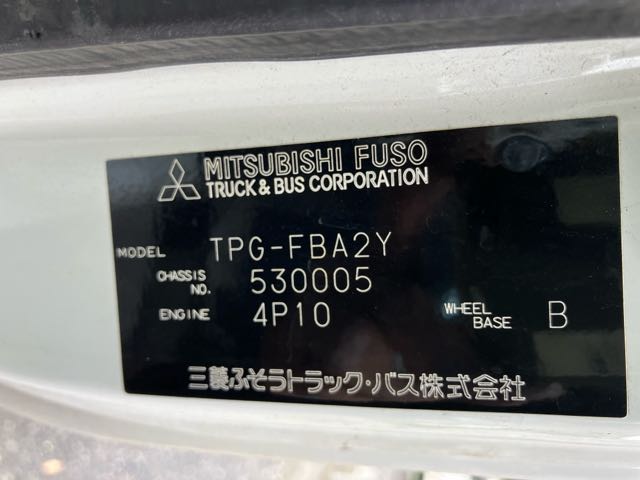 MITSUBISHI FUSO
TRUCK & BUS CORPORATION
MODEL TPG-FBA2Y
CHASSIS NO. 530005
ENGINE 4P10 WHEEL BASE B
三菱ふそうトラック・バス株式会社